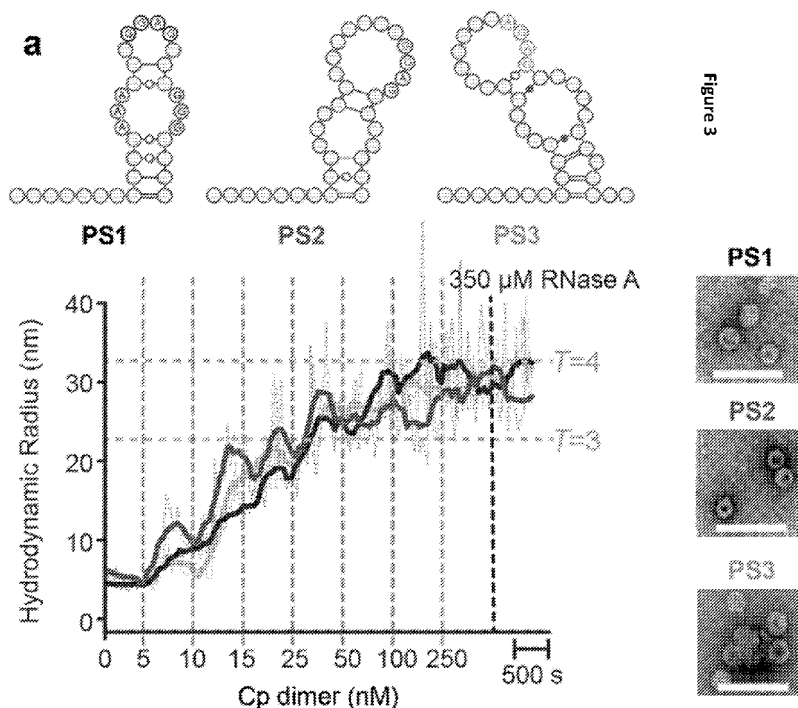 a
Figure 3
PS1 PS2 PS3
350 µM RNase A
Hydrodynamic Radius (nm)
40
30
20
10
0
T=4
T=3
0 5 10 15 25 50 100 250
500 s
Cp dimer (nM)
PS1
PS2
PS3